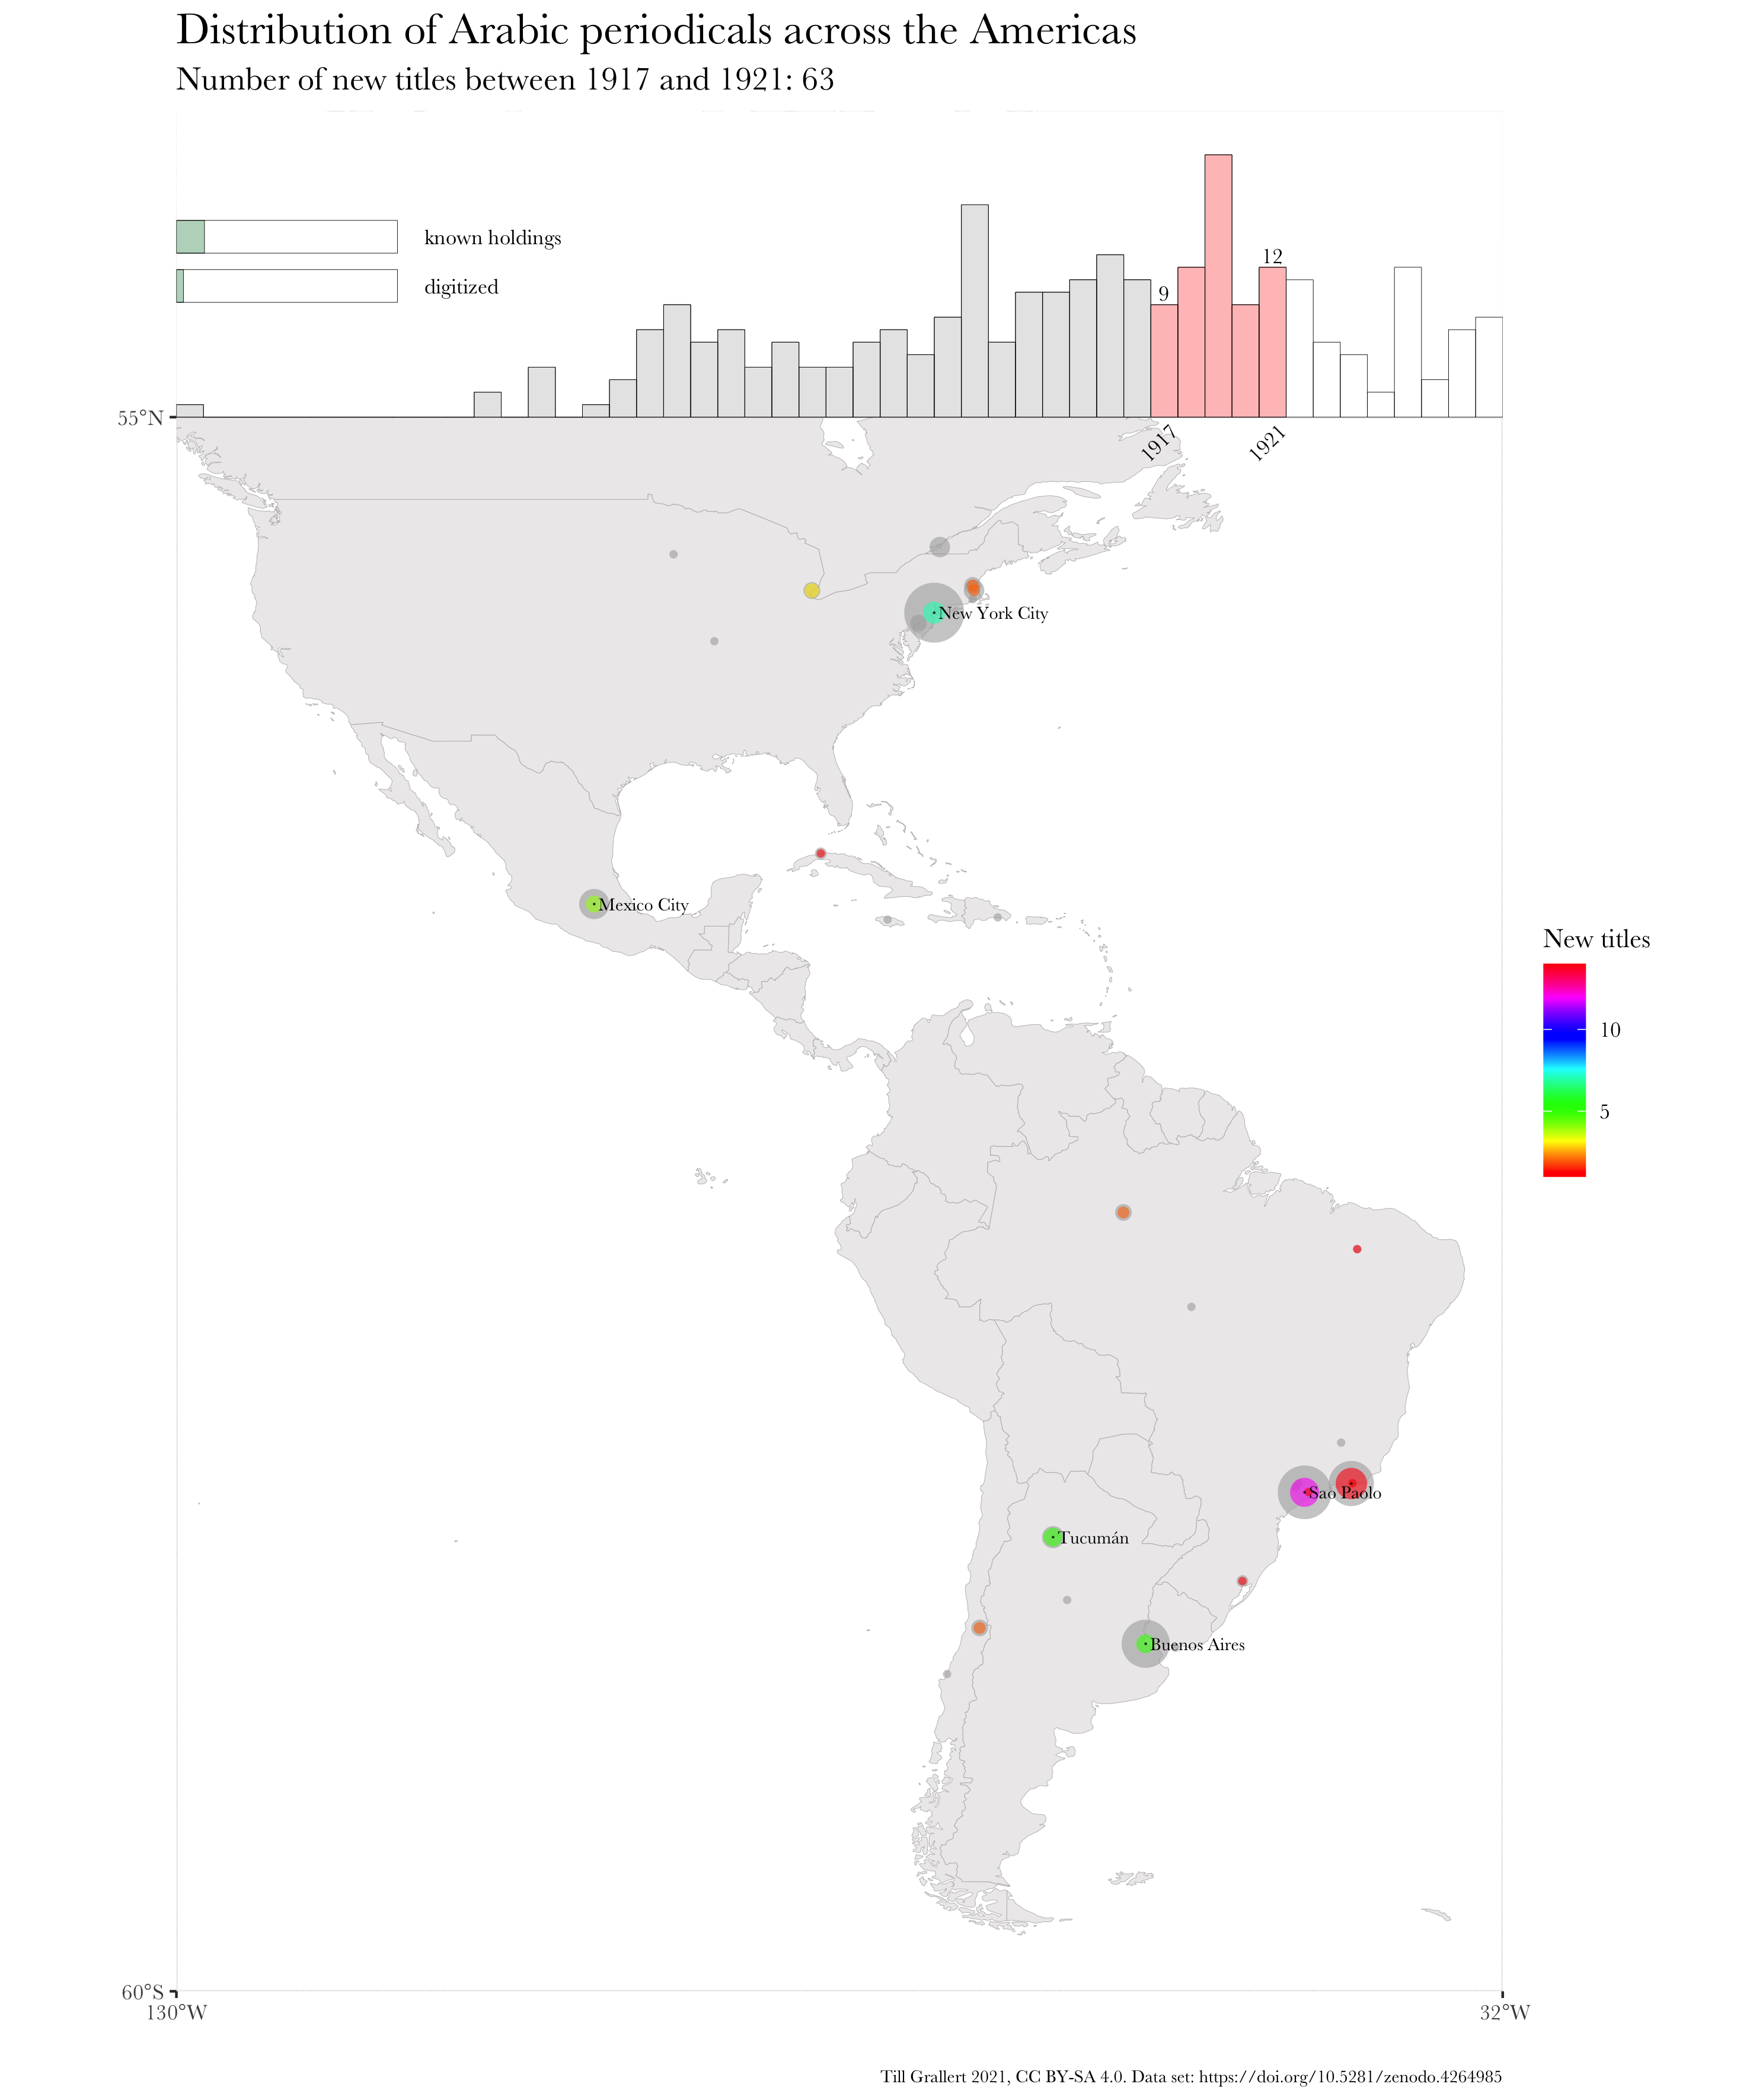 Distribution of Arabic periodicals across the Americas
Number of new titles between 1917 and 1921: 63
known holdings
digitized
9
12
55°N
1917
1921
New York City
Mexico City
New titles
10
5
Sao Paolo
Tucumán
Buenos Aires
60°S
130°W
32°W
Till Grallert 2021, CC BY-SA 4.0. Data set: https://doi.org/10.5281/zenodo.4264985